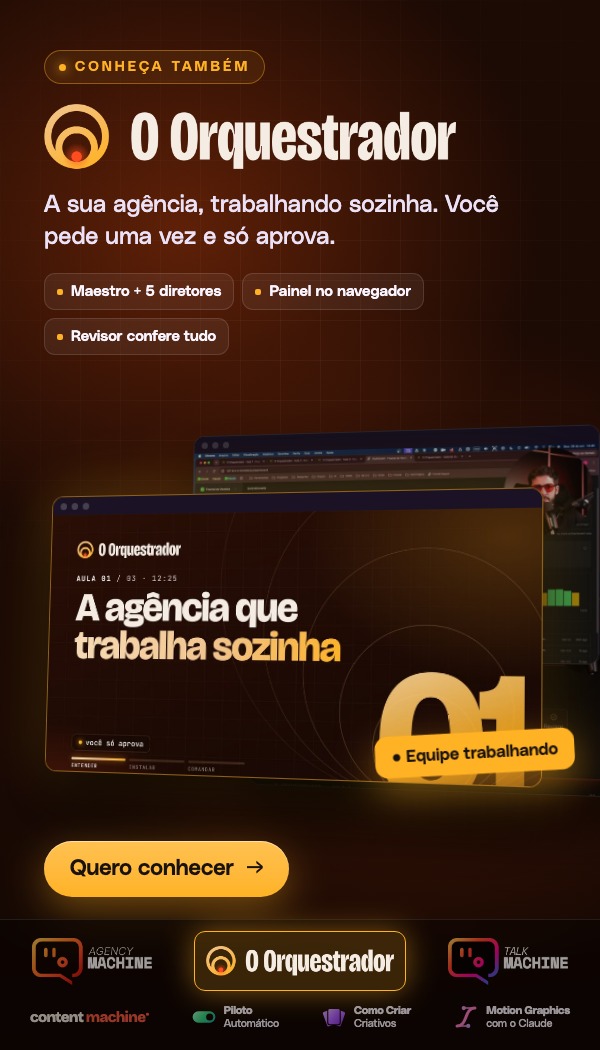 CONHEÇA TAMBÉM
O Orquestrador
A sua agência, trabalhando sozinha. Você
pede uma vez e só aprova.
Maestro + 5 diretores
Painel no navegador
Revisor confere tudo
O Orquestrador
AULA 01 / 03 · 12:25
A agência que
trabalha sozinha
01
você só aprova
ENTENDER
INSTALAR
COMANDAR
Equipe trabalhando
Quero conhecer →
AGENCY
MACHINE
O Orquestrador
TALK
MACHINE
content machine
Piloto
Automático
Como Criar
Criativos
Motion Graphics
com o Claude